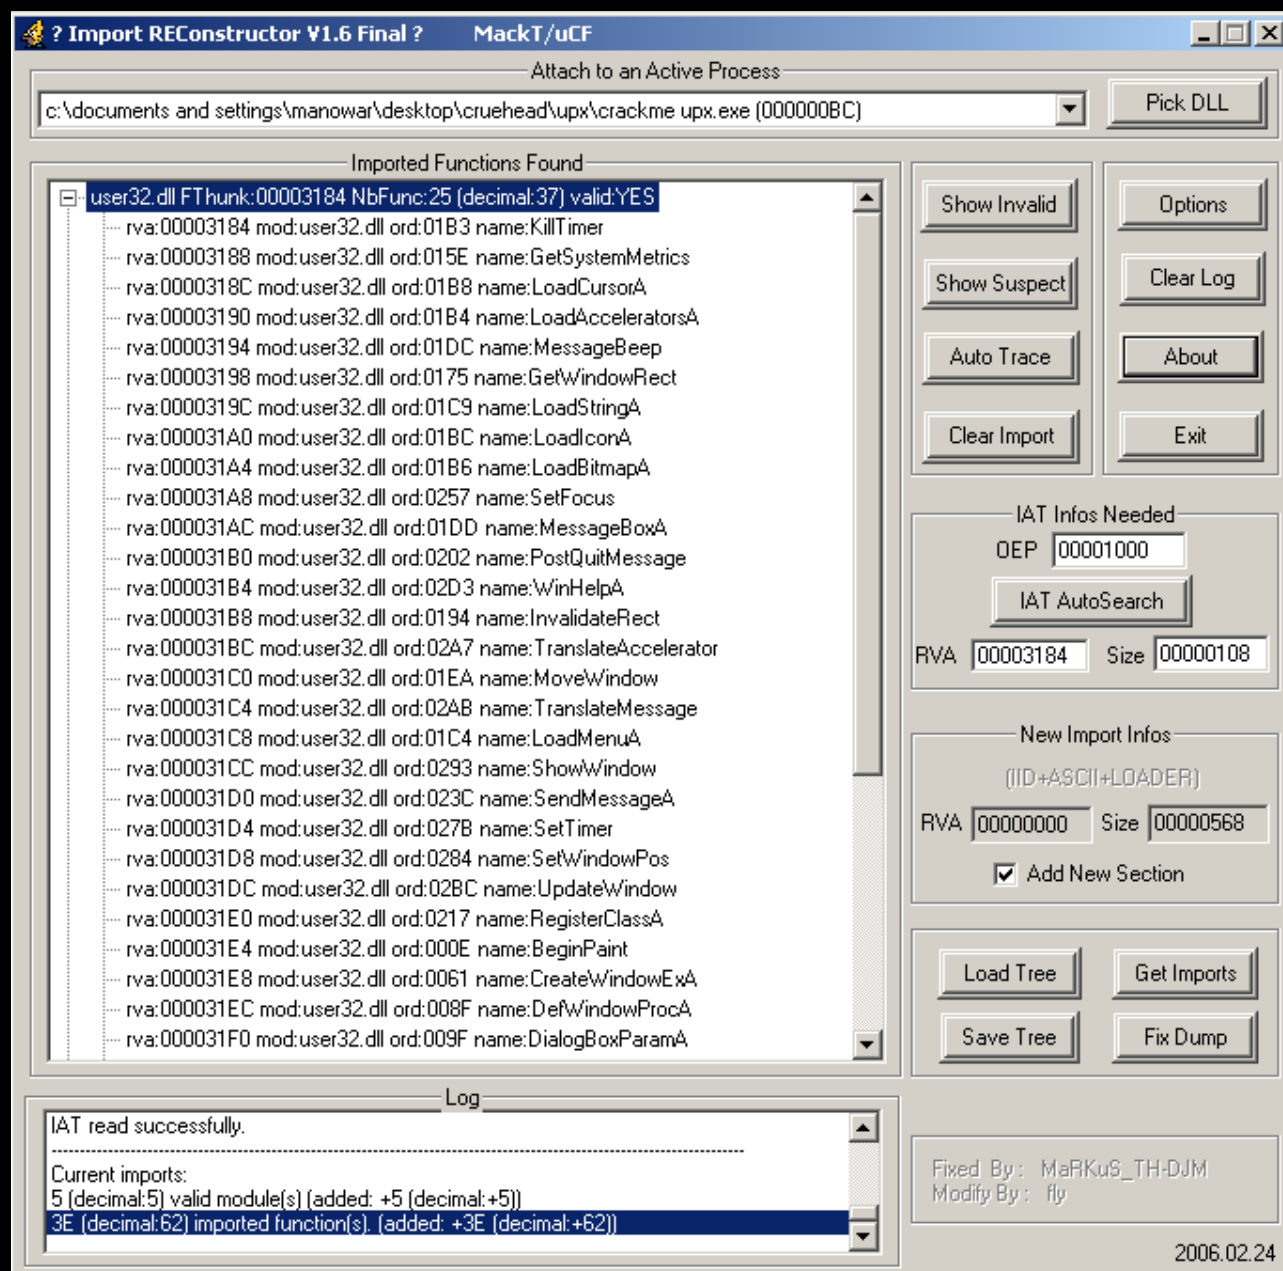 ? Import REConstructor V1.6 Final ? MackT/uCF
Attach to an Active Process
c:\documents and settings\manowar\desktop\cruehead\upx\crackme upx.exe (000000BC)
Pick DLL
Imported Functions Found
user32.dll FThunk:00003184 NbFunc:25 (decimal:37) valid:YES
rva:00003184 mod:user32.dll ord:01B3 name:KillTimer
rva:00003188 mod:user32.dll ord:015E name:GetSystemMetrics
rva:0000318C mod:user32.dll ord:01B8 name:LoadCursorA
rva:00003190 mod:user32.dll ord:01B4 name:LoadAcceleratorsA
rva:00003194 mod:user32.dll ord:01DC name:MessageBeep
rva:00003198 mod:user32.dll ord:0175 name:GetWindowRect
rva:0000319C mod:user32.dll ord:01C9 name:LoadStringA
rva:000031A0 mod:user32.dll ord:01BC name:LoadIconA
rva:000031A4 mod:user32.dll ord:01B6 name:LoadBitmapA
rva:000031A8 mod:user32.dll ord:0257 name:SetFocus
rva:000031AC mod:user32.dll ord:01DD name:MessageBoxA
rva:000031B0 mod:user32.dll ord:0202 name:PostQuitMessage
rva:000031B4 mod:user32.dll ord:02D3 name:WinHelpA
rva:000031B8 mod:user32.dll ord:0194 name:InvalidateRect
rva:000031BC mod:user32.dll ord:02A7 name:TranslateAccelerator
rva:000031C0 mod:user32.dll ord:01EA name:MoveWindow
rva:000031C4 mod:user32.dll ord:02AB name:TranslateMessage
rva:000031C8 mod:user32.dll ord:01C4 name:LoadMenuA
rva:000031CC mod:user32.dll ord:0293 name:ShowWindow
rva:000031D0 mod:user32.dll ord:023C name:SendMessageA
rva:000031D4 mod:user32.dll ord:027B name:SetTimer
rva:000031D8 mod:user32.dll ord:0284 name:SetWindowPos
rva:000031DC mod:user32.dll ord:02BC name:UpdateWindow
rva:000031E0 mod:user32.dll ord:0217 name:RegisterClassA
rva:000031E4 mod:user32.dll ord:000E name:BeginPaint
rva:000031E8 mod:user32.dll ord:0061 name:CreateWindowExA
rva:000031EC mod:user32.dll ord:008F name:DefWindowProcA
rva:000031F0 mod:user32.dll ord:009F name:DialogBoxParamA
Show Invalid
Options
Show Suspect
Clear Log
Auto Trace
About
Clear Import
Exit
IAT Infos Needed
OEP 00001000
IAT AutoSearch
RVA 00003184 Size 00000108
New Import Infos
(IID+ASCII+LOADER)
RVA 00000000 Size 00000568
Add New Section
Load Tree
Get Imports
Save Tree
Fix Dump
Log
IAT read successfully.
------------------------------------------------------------
Current imports:
5 (decimal:5) valid module(s) (added: +5 (decimal:+5))
3E (decimal:62) imported function(s). (added: +3E (decimal:+62))
Fixed By : MaRKuS_TH-DJM
Modify By : fly
2006.02.24